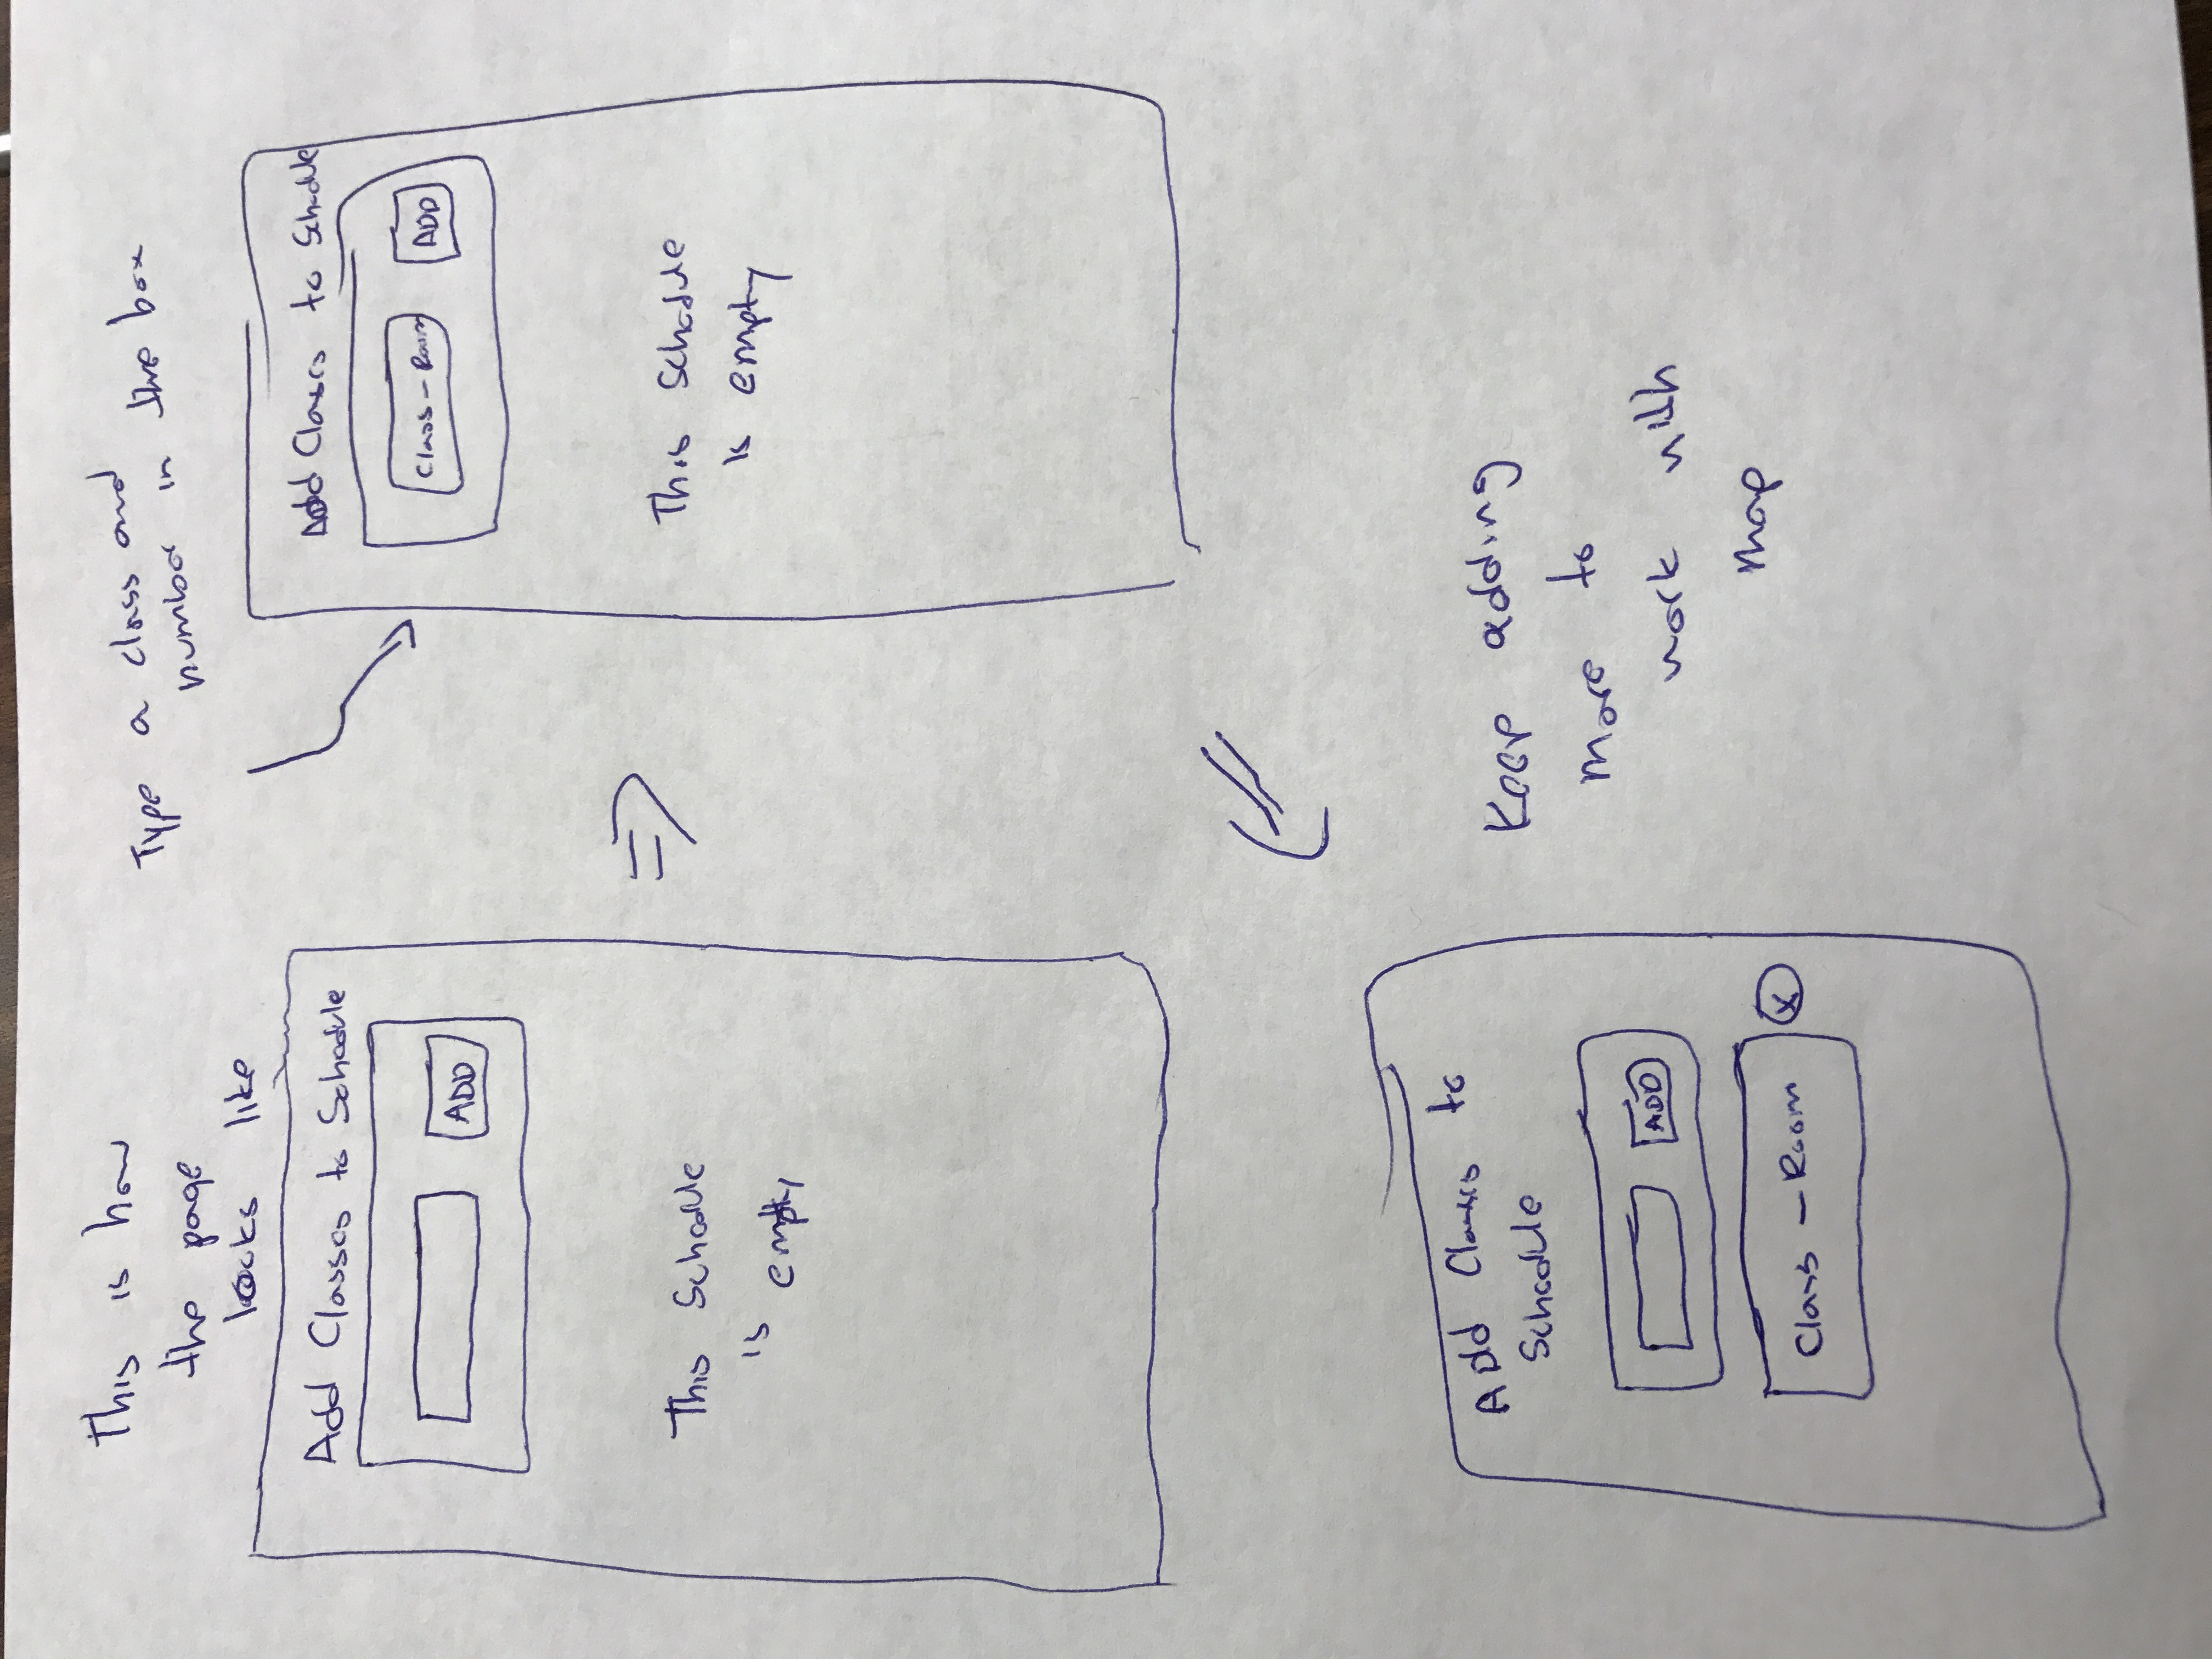 This is how
the page
looks like
Add Classes to Schedule
ADD
This Schedule
is empty
Type a class and
number in the box
Add Classes to Schedule
Class - Room
ADD
This Schedule
is empty
Add Classes to
Schedule
ADD
Class - Room
X
Keep adding
more to
work with
map